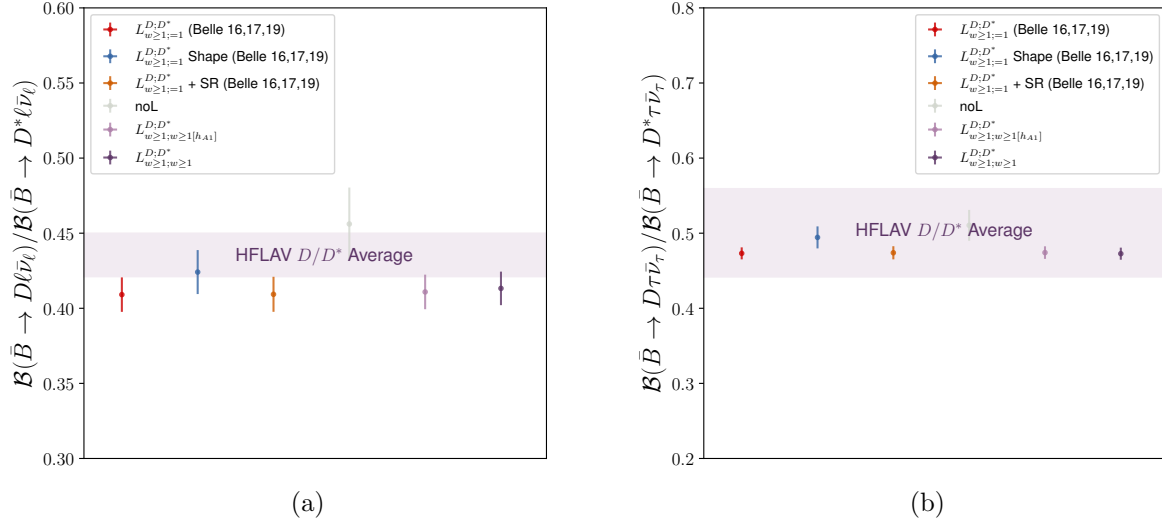 0.60
0.55
0.50
0.45
0.40
0.35
0.30
$\mathcal{B}(\bar{B} \to D\ell\bar{\nu}_\ell)/\mathcal{B}(\bar{B} \to D^*\ell\bar{\nu}_\ell)$
$L^{D;D^*}_{w\geq1;=1}$ (Belle 16,17,19)
$L^{D;D^*}_{w\geq1;=1}$ Shape (Belle 16,17,19)
$L^{D;D^*}_{w\geq1;=1}$ + SR (Belle 16,17,19)
noL
$L^{D;D^*}_{w\geq1;w\geq1[h_{A1}]}$
$L^{D;D^*}_{w\geq1;w\geq1}$
HFLAV $D/D^*$ Average
(a)
0.8
0.7
0.6
0.5
0.4
0.3
0.2
$\mathcal{B}(\bar{B} \to D\tau\bar{\nu}_\tau)/\mathcal{B}(\bar{B} \to D^*\tau\bar{\nu}_\tau)$
$L^{D;D^*}_{w\geq1;=1}$ (Belle 16,17,19)
$L^{D;D^*}_{w\geq1;=1}$ Shape (Belle 16,17,19)
$L^{D;D^*}_{w\geq1;=1}$ + SR (Belle 16,17,19)
noL
$L^{D;D^*}_{w\geq1;w\geq1[h_{A1}]}$
$L^{D;D^*}_{w\geq1;w\geq1}$
HFLAV $D/D^*$ Average
(b)